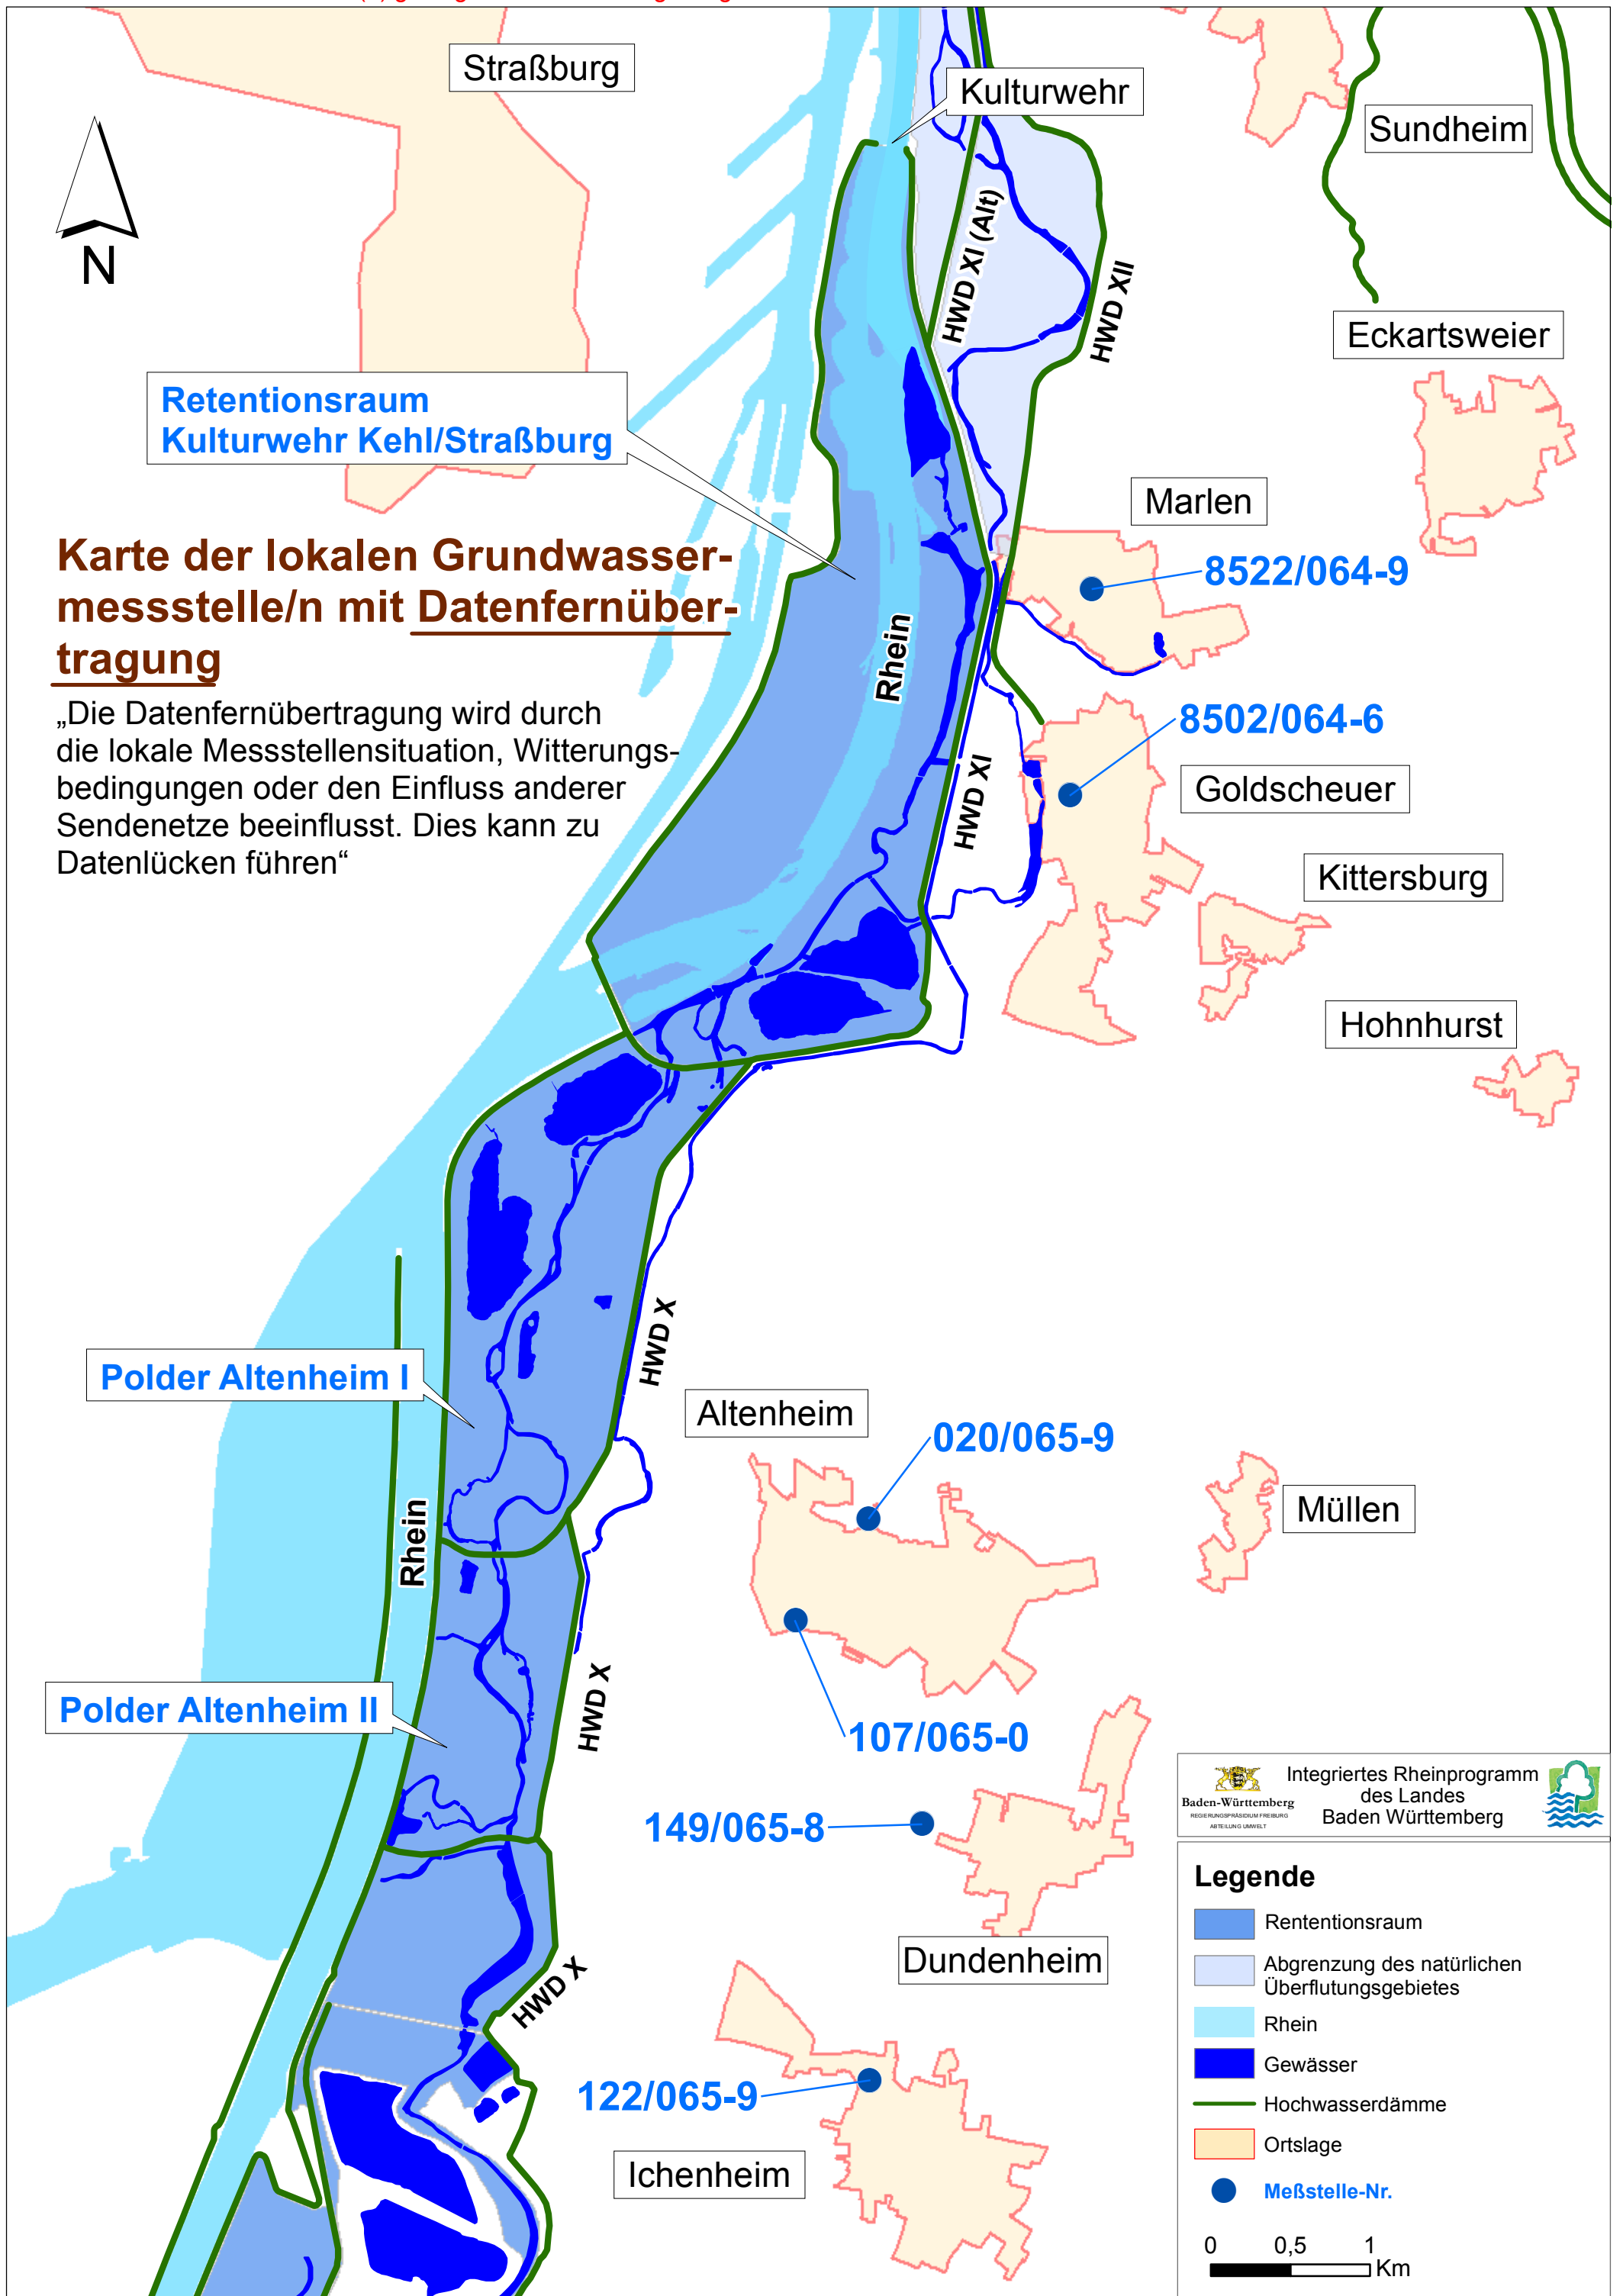 Straßburg
Kulturwehr
Sundheim
N
HWD XI (Alt)
HWD XII
Eckartsweier
Retentionsraum
Kulturwehr Kehl/Straßburg
Marlen
8522/064-9
Karte der lokalen Grundwasser-
messstelle/n mit Datenfernüber-
tragung
Rhein
„Die Datenfernübertragung wird durch
die lokale Messstellensituation, Witterungs-
bedingungen oder den Einfluss anderer
Sendenetze beeinflusst. Dies kann zu
Datenlücken führen“
8502/064-6
HWD XI
Goldscheuer
Kittersburg
Hohnhurst
HWD X
Polder Altenheim I
Altenheim
020/065-9
Müllen
Rhein
HWD X
Polder Altenheim II
107/065-0
149/065-8
Dundenheim
HWD X
122/065-9
Ichenheim
Baden-Württemberg
REGIERUNGSPRÄSIDIUM FREIBURG
ABTEILUNG UMWELT
Integriertes Rheinprogramm
des Landes
Baden Württemberg
Legende
Rententionsraum
Abgrenzung des natürlichen
Überflutungsgebietes
Rhein
Gewässer
Hochwasserdämme
Ortslage
Meßstelle-Nr.
0 0,5 1
Km